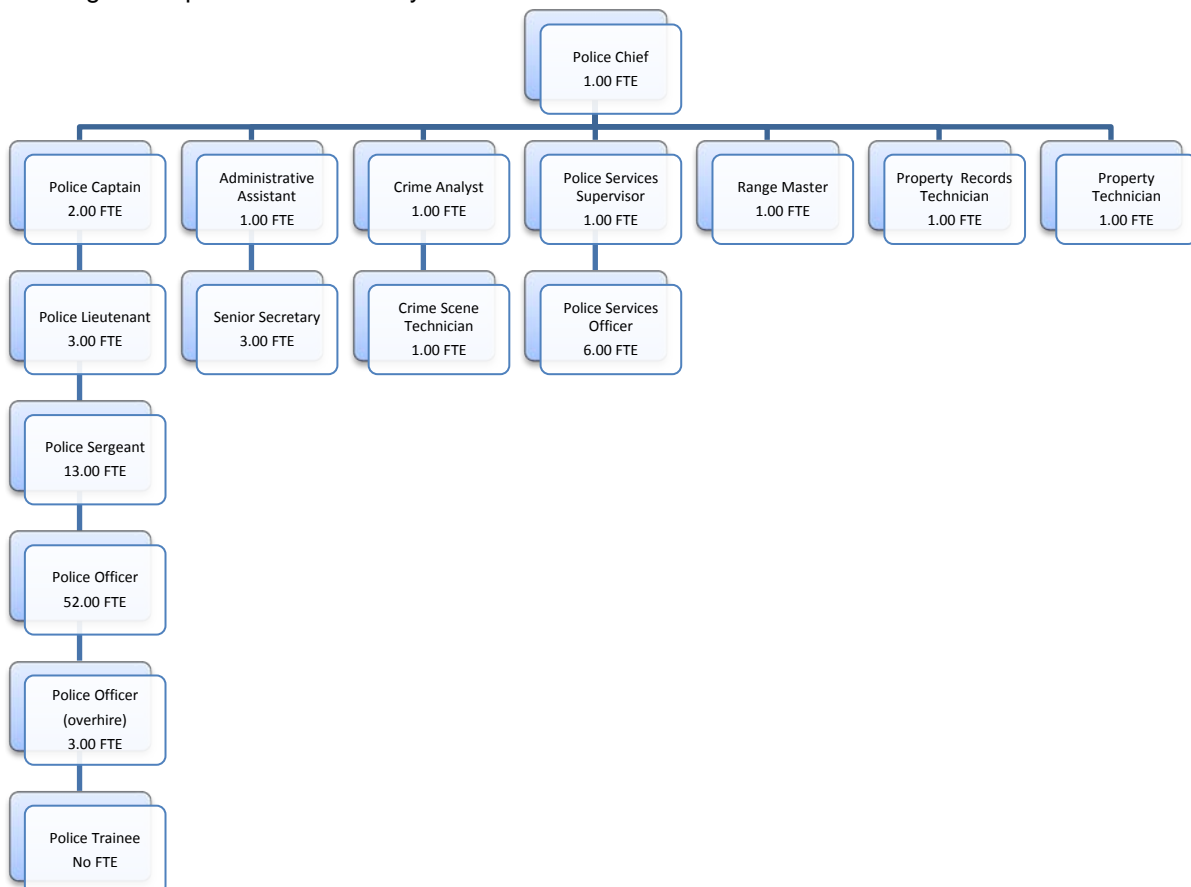 Police Chief
1.00 FTE
Police Captain
2.00 FTE
Administrative
Assistant
1.00 FTE
Crime Analyst
1.00 FTE
Police Services
Supervisor
1.00 FTE
Range Master
1.00 FTE
Property Records
Technician
1.00 FTE
Property
Technician
1.00 FTE
Police Lieutenant
3.00 FTE
Senior Secretary
3.00 FTE
Crime Scene
Technician
1.00 FTE
Police Services
Officer
6.00 FTE
Police Sergeant
13.00 FTE
Police Officer
52.00 FTE
Police Officer
(overhire)
3.00 FTE
Police Trainee
No FTE